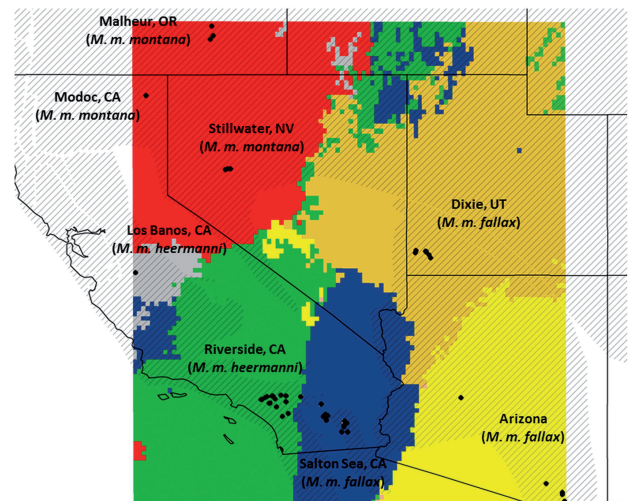 Malheur, OR
(M. m. montana)
Modoc, CA
(M. m. montana)
Stillwater, NV
(M. m. montana)
Dixie, UT
(M. m. fallax)
Los Banos, CA
(M. m. heermanni)
Riverside, CA
(M. m. heermanni)
Arizona
(M. m. fallax)
Salton Sea, CA
(M. m. fallax)